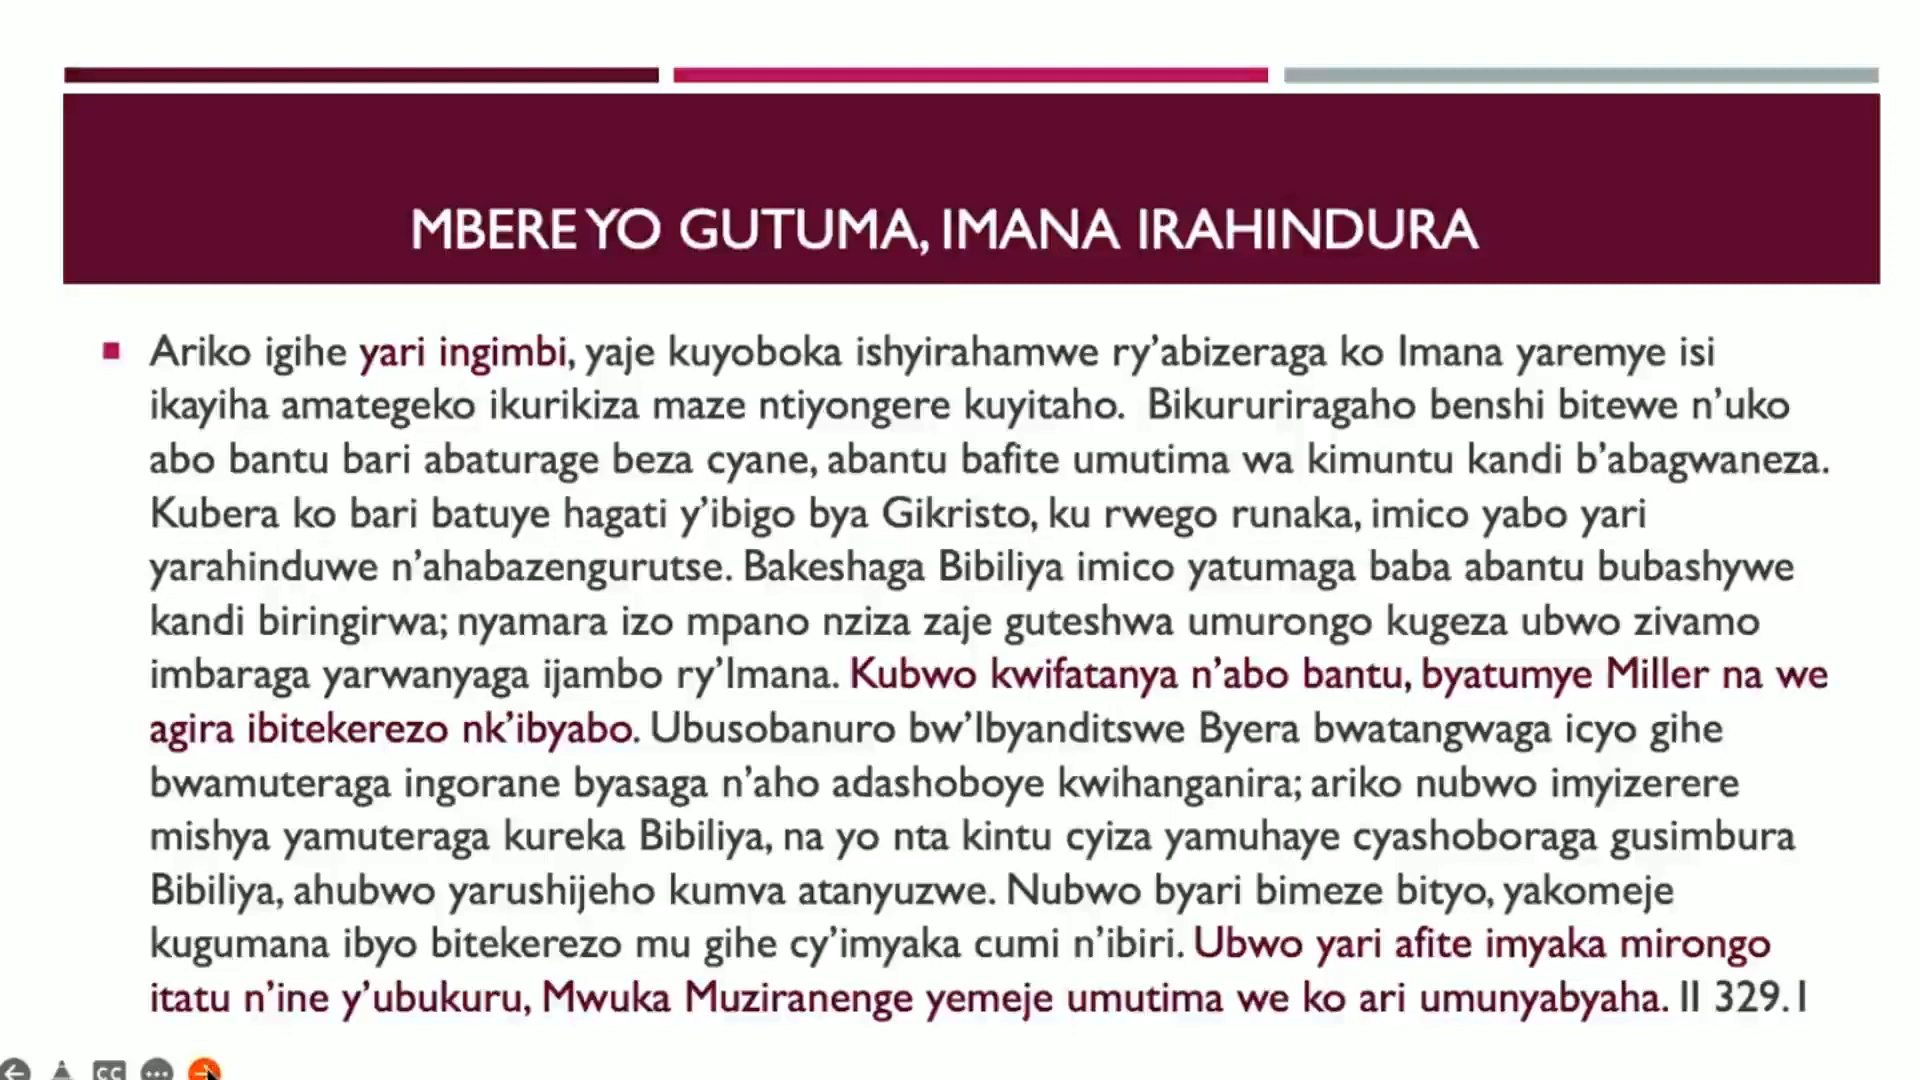 MBERE YO GUTUMA, IMANA IRAHINDURA
Ariko igihe yari ingimbi, yaje kuyoboka ishyirahamwe ry’abizeraga ko Imana yaremye isi
ikayiha amategeko ikurikiza maze ntiyongere kuyitaho. Bikururiragaho benshi bitewe n’uko
abo bantu bari abaturage beza cyane, abantu bafite umutima wa kimuntu kandi b’abagwaneza.
Kubera ko bari batuye hagati y’ibigo bya Gikristo, ku rwego runaka, imico yabo yari
yarahinduwe n’ahabazengurutse. Bakeshaga Bibiliya imico yatumaga baba abantu bubashywe
kandi biringirwa; nyamara izo mpano nziza zaje guteshwa umurongo kugeza ubwo zivamo
imbaraga yarwanyaga ijambo ry’Imana. Kubwo kwifatanya n’abo bantu, byatumye Miller na we
agira ibitekerezo nk’ibyabo. Ubusobanuro bw’Ibyanditswe Byera bwatangwaga icyo gihe
bwamuteraga ingorane byasaga n’aho adashoboye kwihanganira; ariko nubwo imyizerere
mishya yamuteraga kureka Bibiliya, na yo nta kintu cyiza yamuhaye cyashoboraga gusimbura
Bibiliya, ahubwo yarushijeho kumva atanyuzwe. Nubwo byari bimeze bityo, yakomeje
kugumana ibyo bitekerezo mu gihe cy’imyaka cumi n’ibiri. Ubwo yari afite imyaka mirongo
itatu n’ine y’ubukuru, Mwuka Muziranenge yemeje umutima we ko ari umunyabyaha. II 329.1
CC